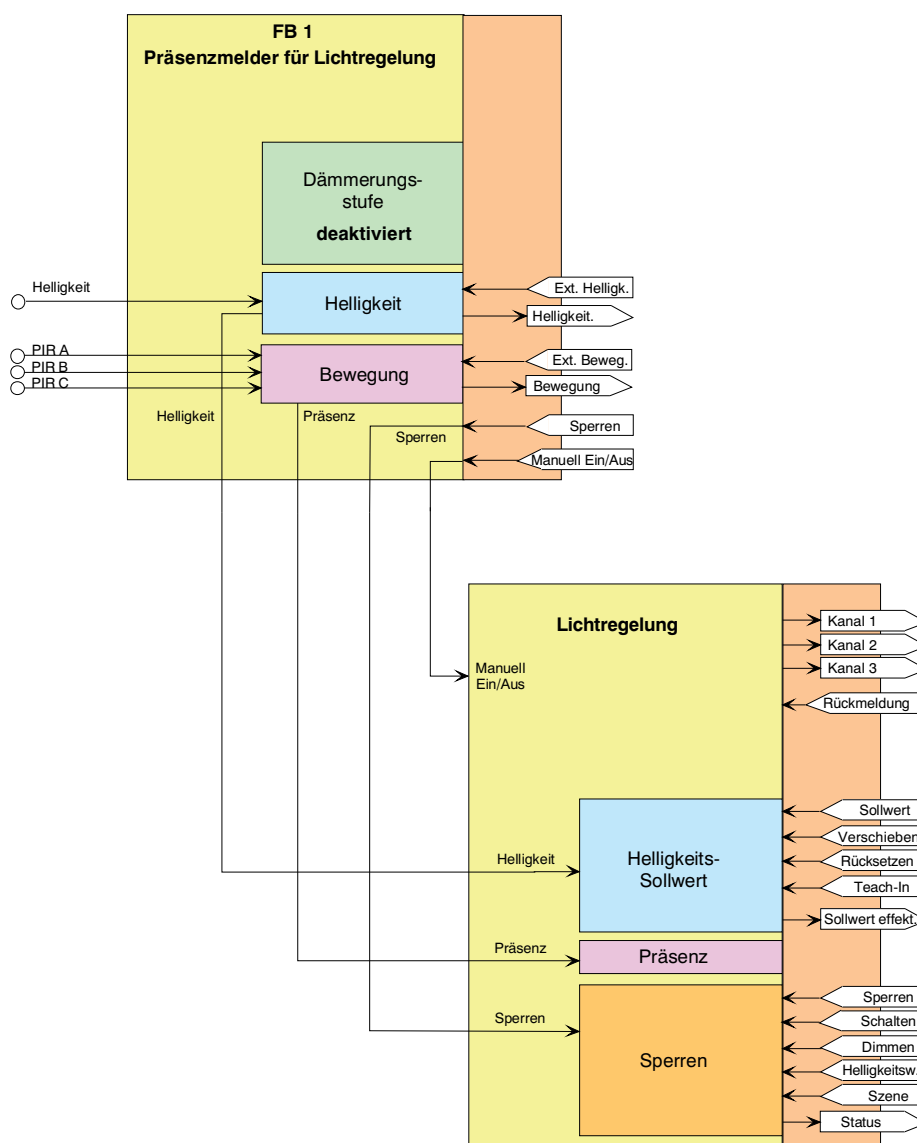 FB 1
Präsenzmelder für Lichtregelung
Dämmerungs-
stufe
deaktiviert
Helligkeit
Helligkeit
Ext. Helligk.
Helligkeit.
PIR A
PIR B
PIR C
Bewegung
Ext. Beweg.
Bewegung
Helligkeit
Präsenz
Sperren
Sperren
Manuell Ein/Aus
Lichtregelung
Kanal 1
Kanal 2
Kanal 3
Manuell
Ein/Aus
Rückmeldung
Helligkeit
Helligkeits-
Sollwert
Sollwert
Verschieben
Rücksetzen
Teach-In
Sollwert effekt.
Präsenz
Präsenz
Sperren
Sperren
Sperren
Schalten
Dimmen
Helligkeitsw.
Szene
Status